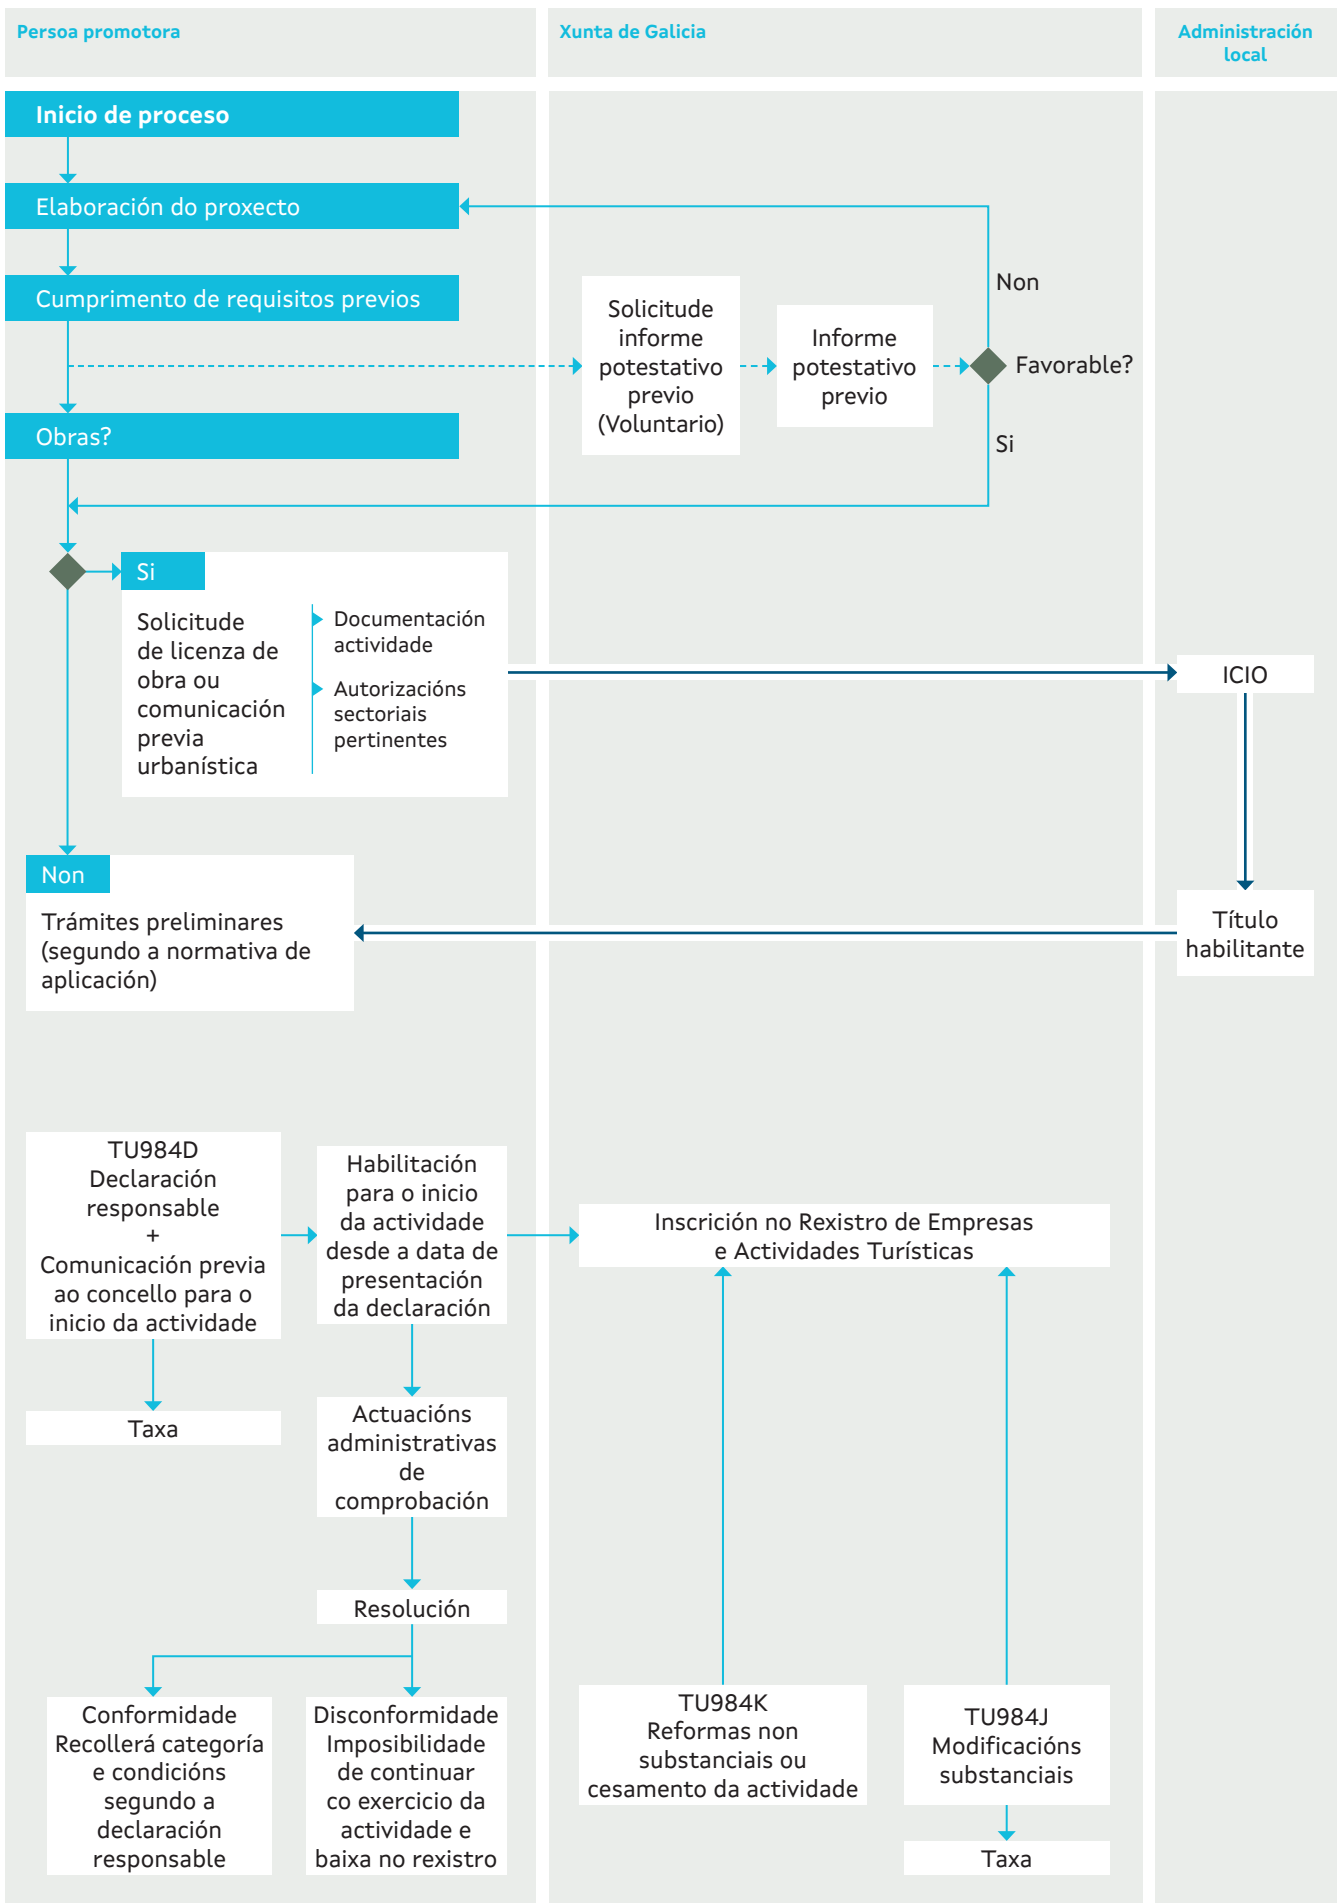 Persoa promotora
Xunta de Galicia
Administración
local
Inicio de proceso
Elaboración do proxecto
Cumprimento de requisitos previos
Solicitude
informe
potestativo
previo
(Voluntario)
Informe
potestativo
previo
Non
Favorable?
Si
Obras?
Si
Solicitude
de licenza de
obra ou
comunicación
previa
urbanística
Documentación
actividade
Autorizacións
sectoriais
pertinentes
ICIO
Non
Trámites preliminares
(segundo a normativa de
aplicación)
Título
habilitante
TU984D
Declaración
responsable
+
Comunicación previa
ao concello para o
inicio da actividade
Habilitación
para o inicio
da actividade
desde a data de
presentación
da declaración
Inscrición no Rexistro de Empresas
e Actividades Turísticas
Taxa
Actuacións
administrativas
de
comprobación
Resolución
Conformidade
Recollerá categoría
e condicións
segundo a
declaración
responsable
Disconformidade
Imposibilidade
de continuar
co exercicio da
actividade e
baixa no rexistro
TU984K
Reformas non
substanciais ou
cesamento da actividade
TU984J
Modificacións
substanciais
Taxa